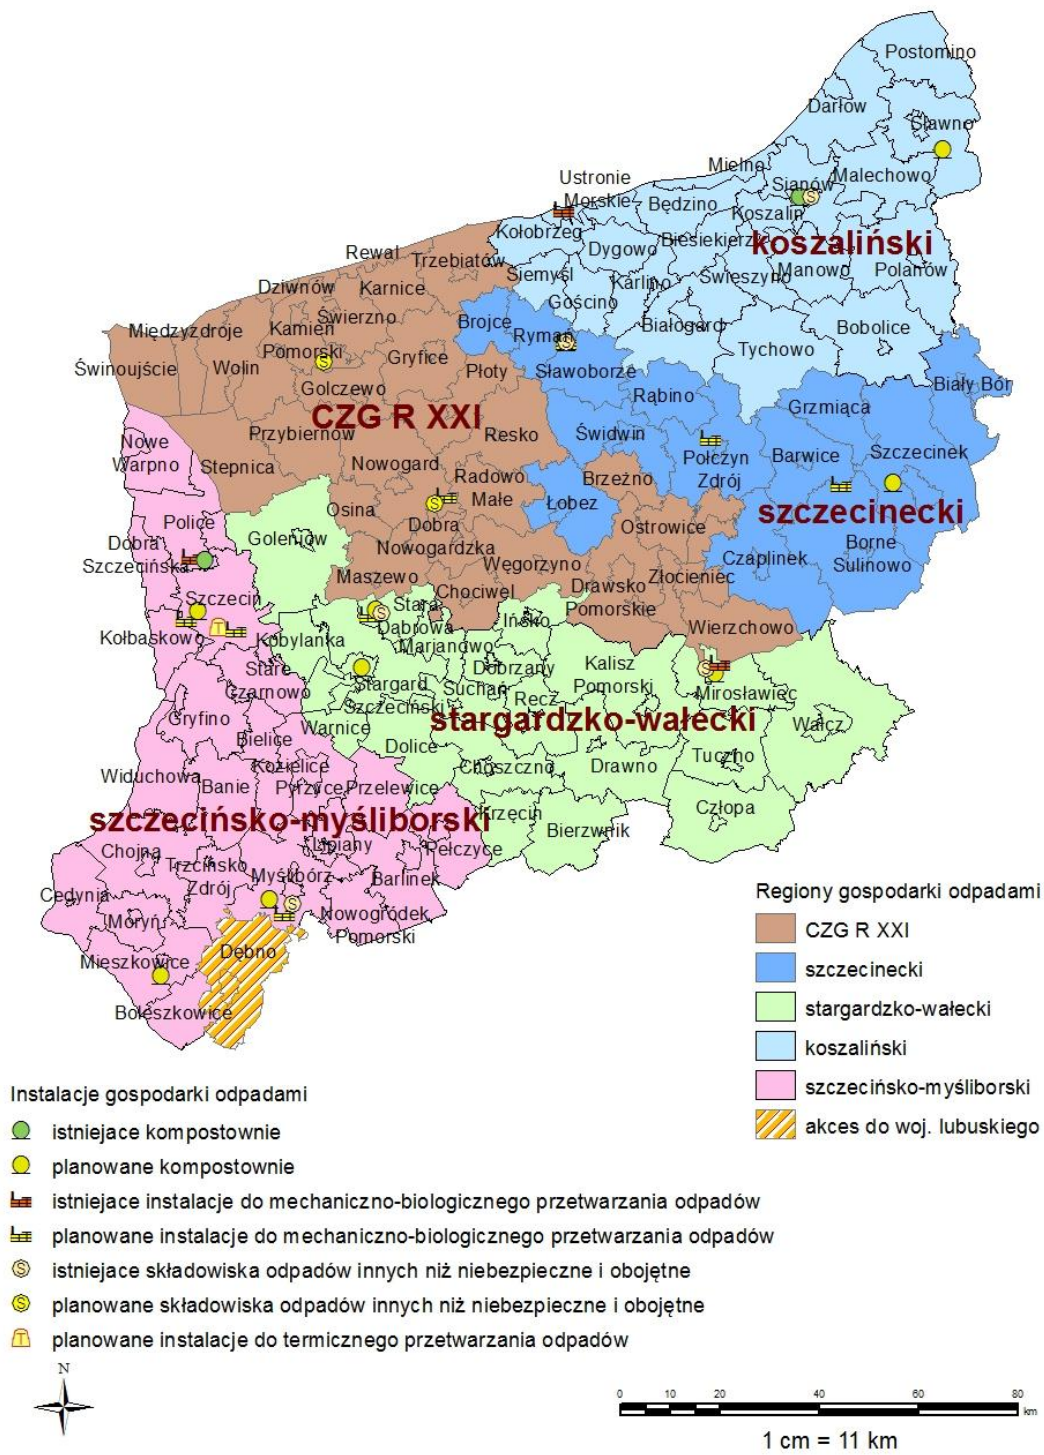 Postomino
Darłów
Sławno
Mielno
Malechowo
Sianów
Ustronie
Morskie
Będzino
Koszalin
koszaliński
Kołobrzeg
Dygowo
Biesiekierz
Rewal
Trzebiatów
Siemyśl
Karlino
Świeszyno
Manowo
Polanów
Dziwnów
Karnice
Gościno
Świerzno
Brojce
Rymań
Białogard
Bobolice
Międzyzdroje
Kamień
Pomorski
Gryfice
Tychowo
Świnoujście
Wolin
Płoty
Sławoborze
Golczewo
Rąbino
Biały Bór
CZG R XXI
Grzmiąca
Przybiernów
Resko
Świdwin
Nowe
Warpno
Stepnica
Nowogard
Połczyn
Zdrój
Barwice
Szczecinek
Radowo
Małe
Brzeżno
Łobez
szczecinecki
Osina
Police
Dobra
Ostrowice
Goleniów
Nowogardzka
Borne
Sulinowo
Dobra
Szczecińska
Węgorzyno
Czaplinek
Maszewo
Złocieniec
Chociwel
Drawsko
Pomorskie
Szczecin
Stara
Dąbrowa
Ińsko
Wierzchowo
Kołbaskowo
Kobylanka
Marianowo
Stare
Czarnowo
Dobrzany
Kalisz
Pomorski
Stargard
Szczeciński
Suchań
Recz
Mirosławiec
Gryfino
Warnice
stargardzko-wałecki
Wałcz
Bielice
Dolice
Kozielice
Choszczno
Drawno
Tuczno
Widuchowa
Banie
Pyrzyce
Przelewice
szczecińsko-myśliborski
Krzęcin
Człopa
Bierzwnik
Chojna
Lipiany
Pełczyce
Trzcińsko
Zdrój
Myślibórz
Barlinek
Cedynia
Moryń
Nowogródek
Pomorski
Dębno
Mieszkowice
Boleszkowice
Regiony gospodarki odpadami
CZG R XXI
szczecinecki
stargardzko-wałecki
koszaliński
szczecińsko-myśliborski
akces do woj. lubuskiego
Instalacje gospodarki odpadami
istniejace kompostownie
planowane kompostownie
istniejace instalacje do mechaniczno-biologicznego przetwarzania odpadów
planowane instalacje do mechaniczno-biologicznego przetwarzania odpadów
S istniejace składowiska odpadów innych niż niebezpieczne i obojętne
S planowane składowiska odpadów innych niż niebezpieczne i obojętne
T planowane instalacje do termicznego przetwarzania odpadów
N
0 10 20 40 60 80
km
1 cm = 11 km